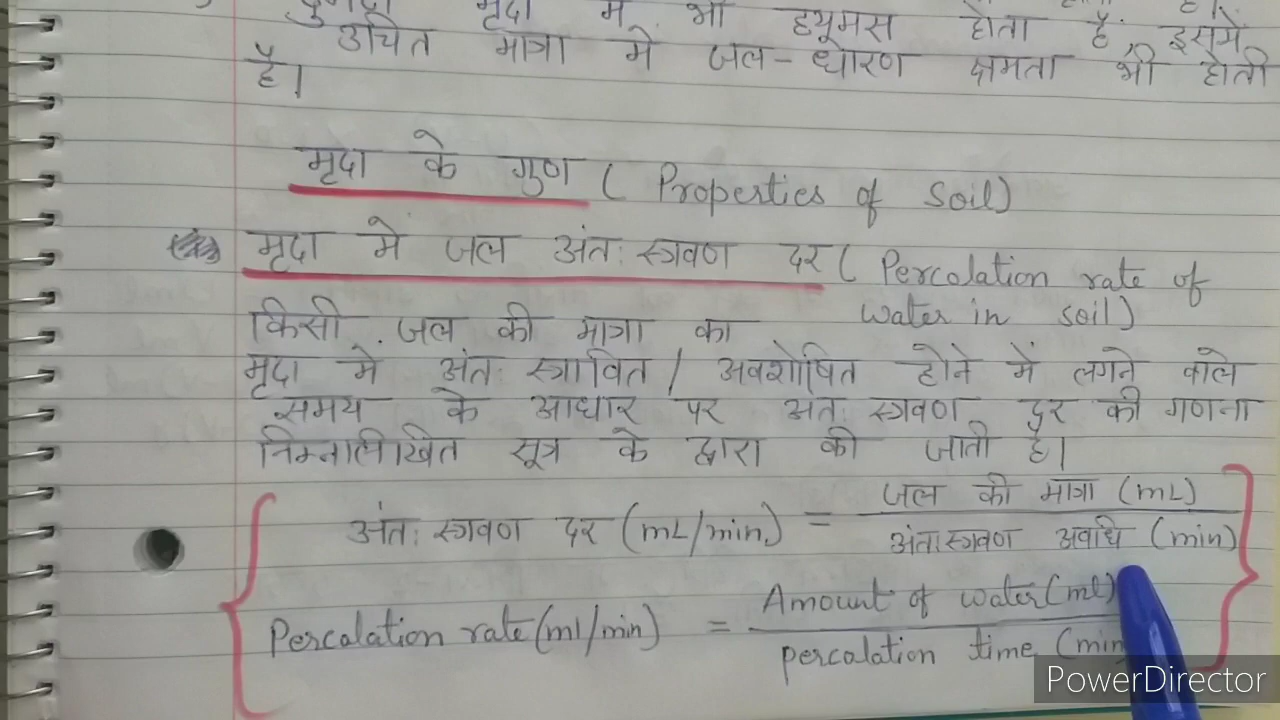 मृदा में भी ह्यूमस होता है, इसमें
उचित मात्रा मे जल-धारण क्षमता भी होती
है।
मृदा के गुण ( Properties of soil)
मृदा मे जल अंतः स्त्रवण दर ( Percolation rate of
water in soil)
किसी जल की मात्रा का
मृदा मे अंतः स्त्रावित / अवशोषित होने में लगने वाले
समय के आधार पर अंतः स्त्रवण दर की गणना
निम्नलिखित सूत्र के द्वारा की जाती है।
अंतः स्त्रवण दर (mL/min) = जल की मात्रा (mL)
अंतःस्त्रवण अवधि (min)
Percolation rate (ml/min) = Amount of water (ml)
percolation time (min
PowerDirector